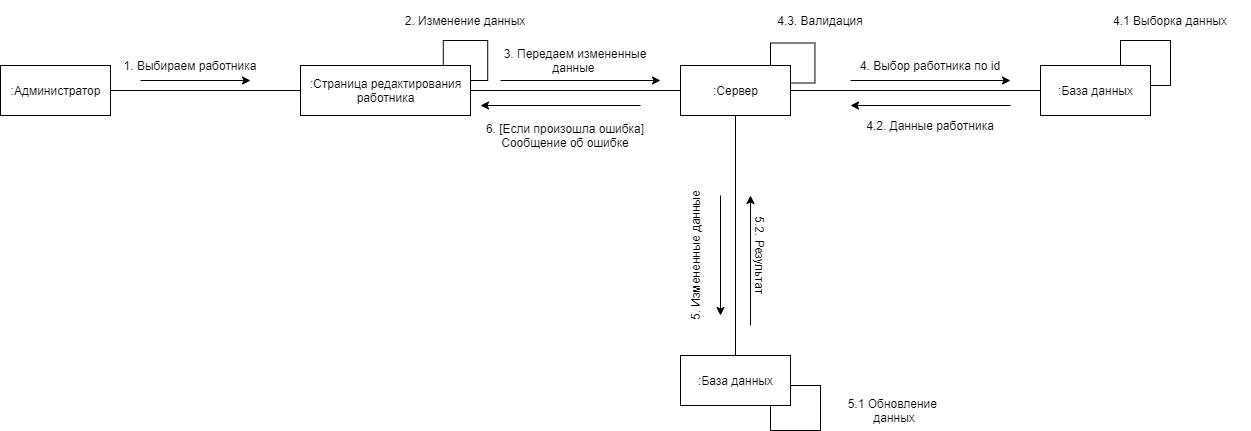 2. Изменение данных
4.3. Валидация
4.1 Выборка данных
1. Выбираем работника
3. Передаем измененные
данные
4. Выбор работника по id
:Администратор
:Страница редактирования
работника
:Сервер
:База данных
6. [Если произошла ошибка]
Сообщение об ошибке
4.2. Данные работника
5. Измененные данные
5.2. Результат
:База данных
5.1 Обновление
данных